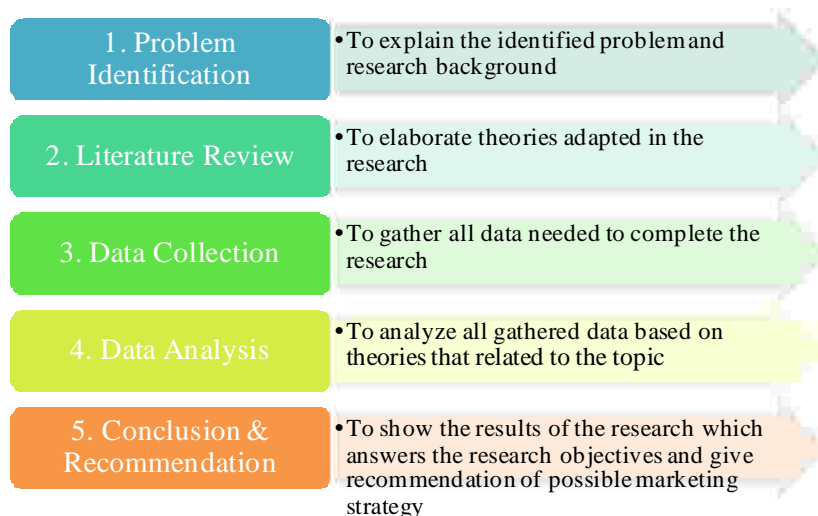 1. Problem
Identification
•To explain the identified problem and
research background
2. Literature Review
•To elaborate theories adapted in the
research
3. Data Collection
•To gather all data needed to complete the
research
4. Data Analysis
•To analyze all gathered data based on
theories that related to the topic
5. Conclusion &
Recommendation
•To show the results of the research which
answers the research objectives and give
recommendation of possible marketing
strategy